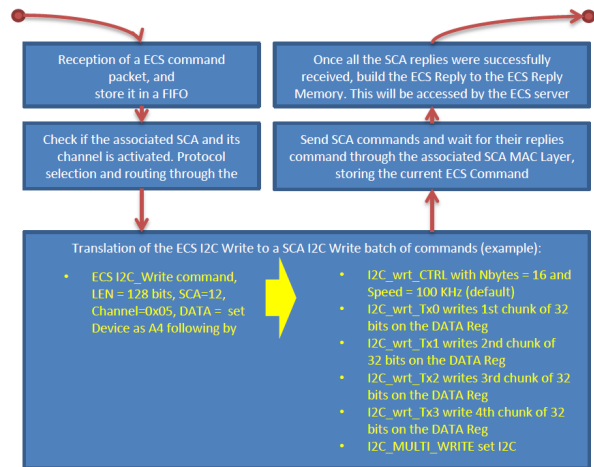 Reception of a ECS command
packet, and
store it in a FIFO
Check if the associated SCA and its
channel is activated. Protocol
selection and routing through the
Once all the SCA replies were successfully
received, build the ECS Reply to the ECS Reply
Memory. This will be accessed by the ECS server
Send SCA commands and wait for their replies
command through the associated SCA MAC Layer,
storing the current ECS Command
Translation of the ECS I2C Write to a SCA I2C Write batch of commands (example):
• ECS I2C_Write command,
LEN = 128 bits, SCA=12,
Channel=0x05, DATA = set
Device as A4 following by
• I2C_wrt_CTRL with Nbytes = 16 and
Speed = 100 KHz (default)
• I2C_wrt_Tx0 writes 1st chunk of 32
bits on the DATA Reg
• I2C_wrt_Tx1 writes 2nd chunk of
32 bits on the DATA Reg
• I2C_wrt_Tx2 writes 3rd chunk of 32
bits on the DATA Reg
• I2C_wrt_Tx3 write 4th chunk of 32
bits on the DATA Reg
• I2C_MULTI_WRITE set I2C